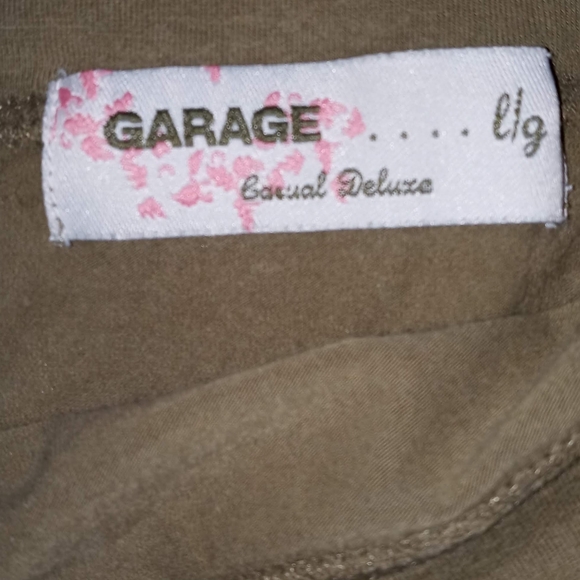 GARAGE .... l/g
Casual Deluxe